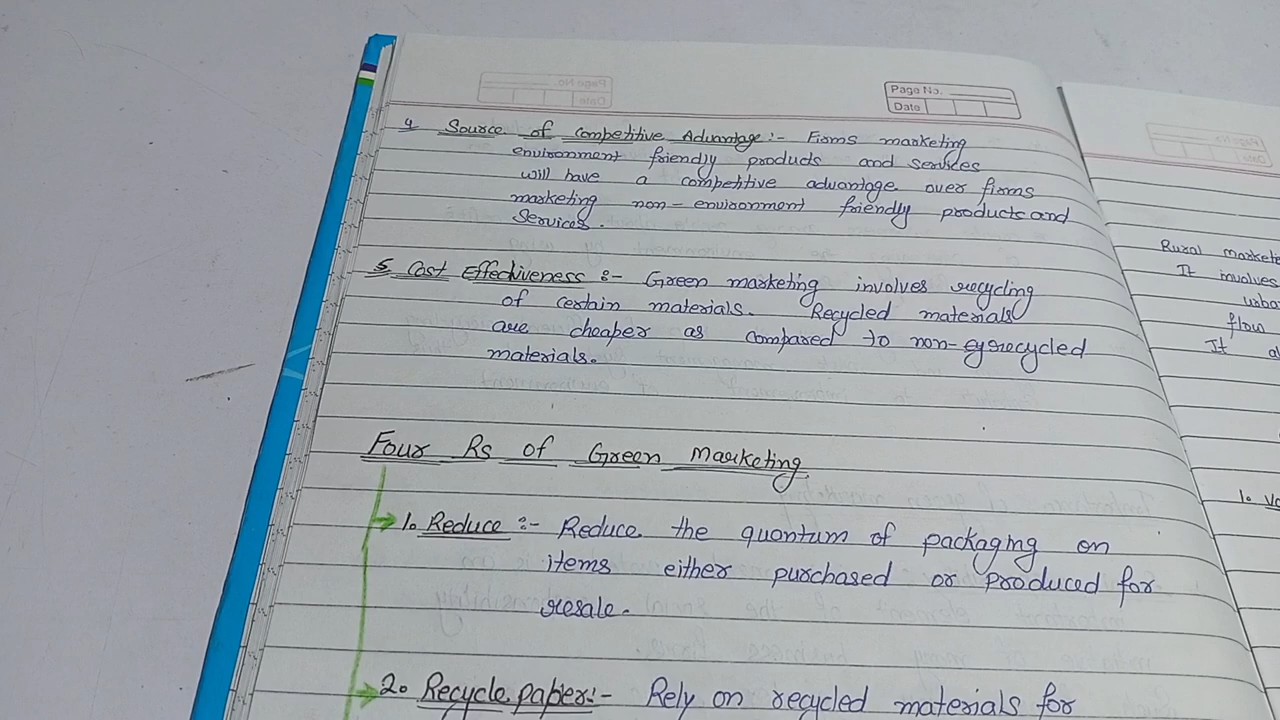 Page No.
Date
4 Source of Competitive Advantage :- Firms marketing
environment friendly products and services
will have a competitive advantage over firms
marketing non-environment friendly products and
Services.
5. Cost Effectiveness :- Green marketing involves recycling
of certain materials. Recycled materials
are cheaper as compared to non-
materials.
Four Rs of Green Marketing
1. Reduce :- Reduce the quantum of packaging on
items either purchased or produced for
resale.
2. Recycle paper :- Rely on recycled materials for
Rural markete
It involves
urba
flow
It a
1. Vo